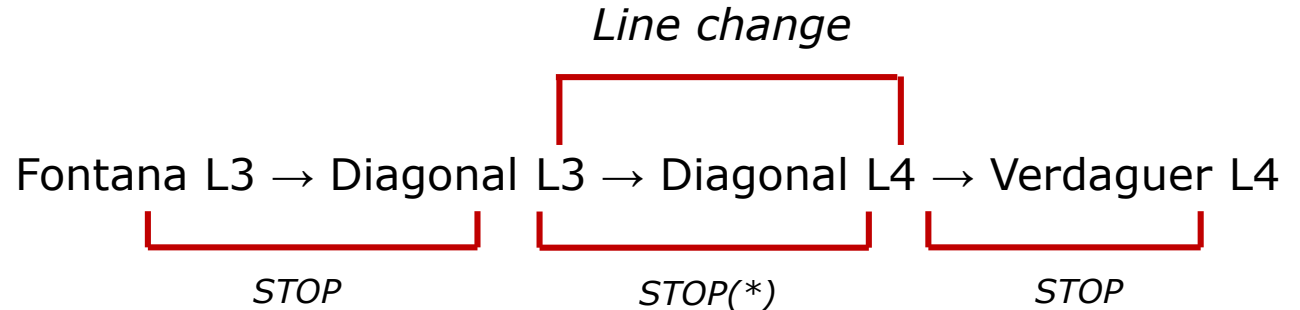 Line change
Fontana L3 → Diagonal L3 → Diagonal L4 → Verdaguer L4
STOP STOP(*) STOP